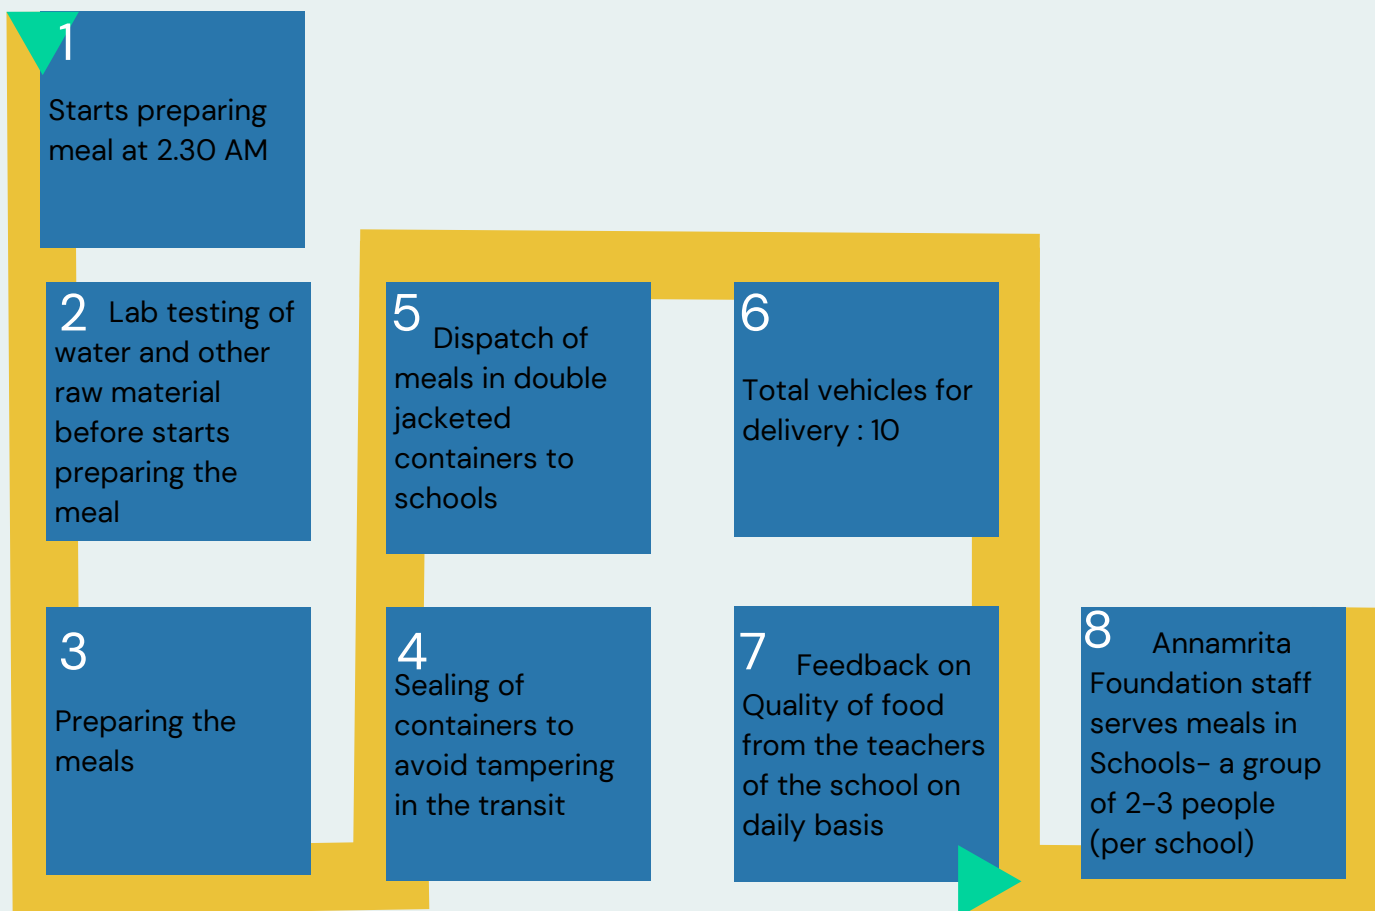 1
Starts preparing
meal at 2.30 AM
2 Lab testing of
water and other
raw material
before starts
preparing the
meal
3
Preparing the
meals
4
Sealing of
containers to
avoid tampering
in the transit
5
Dispatch of
meals in double
jacketed
containers to
schools
6
Total vehicles for
delivery : 10
7
Feedback on
Quality of food
from the teachers
of the school on
daily basis
8
Annamrita
Foundation staff
serves meals in
Schools- a group
of 2-3 people
(per school)